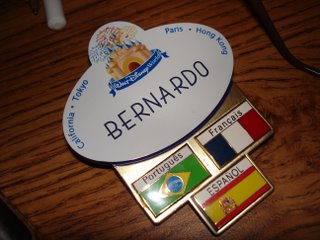 California • Tokyo
Paris • Hong Kong
Walt Disney World
BERNARDO
Português
Français
ESPAÑOL